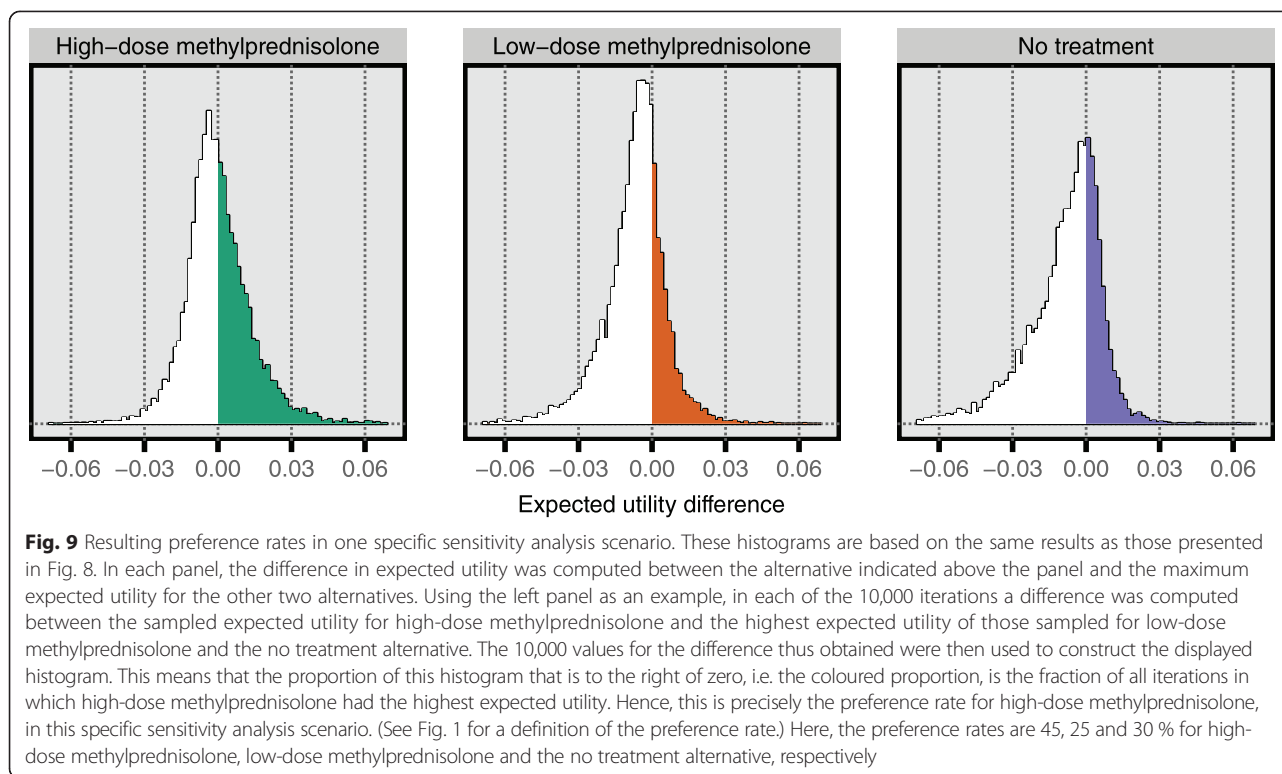 High−dose methylprednisolone
Low−dose methylprednisolone
No treatment
−0.06 −0.03 0.00 0.03 0.06
−0.06 −0.03 0.00 0.03 0.06
−0.06 −0.03 0.00 0.03 0.06
Expected utility difference
Fig. 9 Resulting preference rates in one specific sensitivity analysis scenario. These histograms are based on the same results as those presented
in Fig. 8. In each panel, the difference in expected utility was computed between the alternative indicated above the panel and the maximum
expected utility for the other two alternatives. Using the left panel as an example, in each of the 10,000 iterations a difference was computed
between the sampled expected utility for high-dose methylprednisolone and the highest expected utility of those sampled for low-dose
methylprednisolone and the no treatment alternative. The 10,000 values for the difference thus obtained were then used to construct the displayed
histogram. This means that the proportion of this histogram that is to the right of zero, i.e. the coloured proportion, is the fraction of all iterations in
which high-dose methylprednisolone had the highest expected utility. Hence, this is precisely the preference rate for high-dose methylprednisolone,
in this specific sensitivity analysis scenario. (See Fig. 1 for a definition of the preference rate.) Here, the preference rates are 45, 25 and 30 % for high-
dose methylprednisolone, low-dose methylprednisolone and the no treatment alternative, respectively